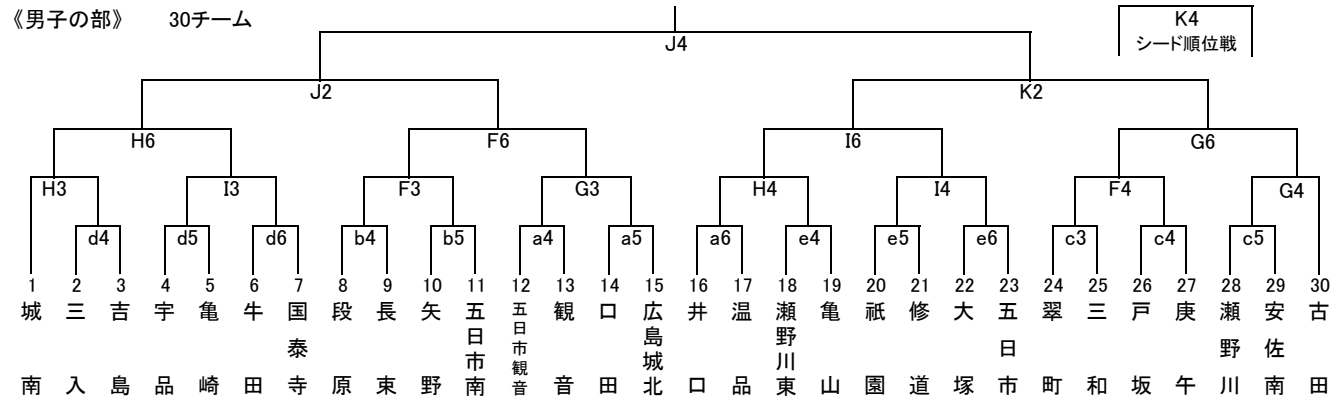 《男子の部》 30チーム
K4
シード順位戦
J4
J2 K2
H6 F6 I6 G6
H3 I3 F3 G3 H4 I4 F4 G4
d4 d5 d6 b4 b5 a4 a5 a6 e4 e5 e6 c3 c4 c5
1 2 3 4 5 6 7 8 9 10 11 12 13 14 15 16 17 18 19 20 21 22 23 24 25 26 27 28 29 30
城南
三入
吉島
宇品
亀崎
牛田
国泰寺
段原
長束
矢野
五日市南
五日市観音
観音
口田
広島城北
井口
温品
瀬野川東
亀山
祇園
修道
大塚
五日市
翠町
三和
戸坂
庚午
瀬野川
安佐南
古田